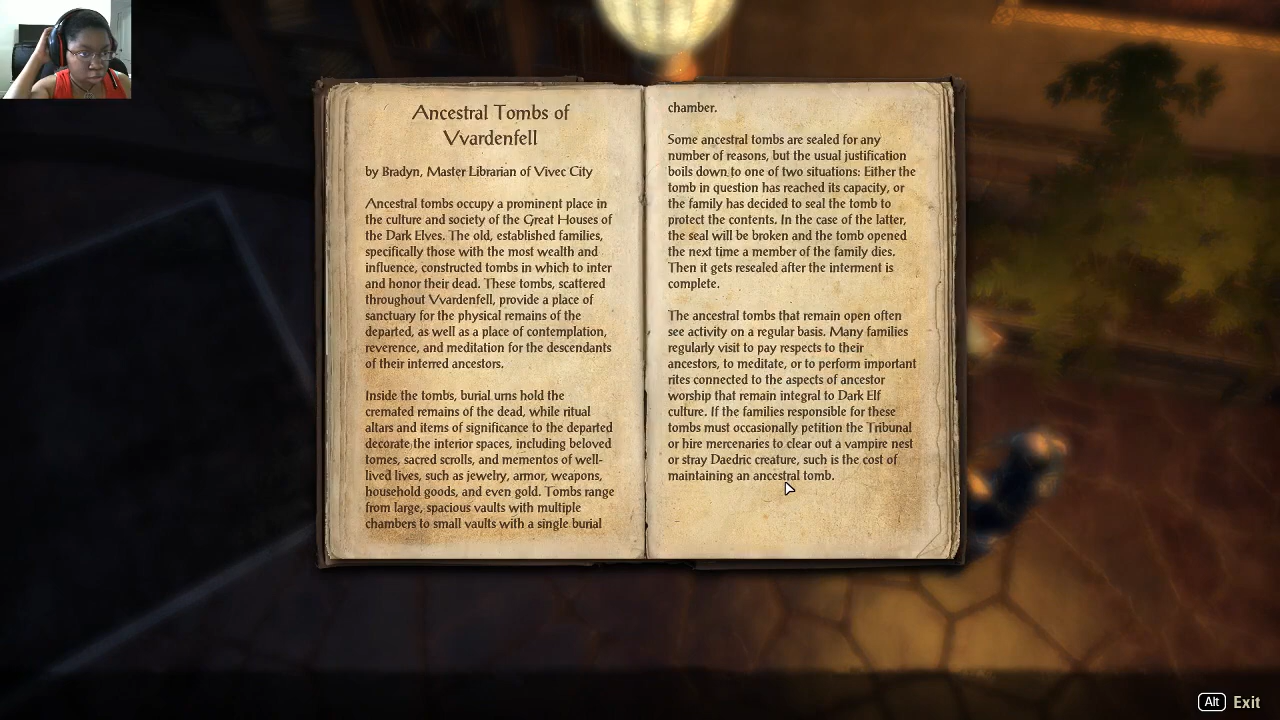 Ancestral Tombs of
Vvardenfell
by Bradyn, Master Librarian of Vivec City
Ancestral tombs occupy a prominent place in
the culture and society of the Great Houses of
the Dark Elves. The old, established families,
specifically those with the most wealth and
influence, constructed tombs in which to inter
and honor their dead. These tombs, scattered
throughout Vvardenfell, provide a place of
sanctuary for the physical remains of the
departed, as well as a place of contemplation,
reverence, and meditation for the descendants
of their interred ancestors.
Inside the tombs, burial urns hold the
cremated remains of the dead, while ritual
altars and items of significance to the departed
decorate the interior spaces, including beloved
tomes, sacred scrolls, and mementos of well-
lived lives, such as jewelry, armor, weapons,
household goods, and even gold. Tombs range
from large, spacious vaults with multiple
chambers to small vaults with a single burial
chamber.
Some ancestral tombs are sealed for any
number of reasons, but the usual justification
boils down to one of two situations: Either the
tomb in question has reached its capacity, or
the family has decided to seal the tomb to
protect the contents. In the case of the latter,
the seal will be broken and the tomb opened
the next time a member of the family dies.
Then it gets resealed after the interment is
complete.
The ancestral tombs that remain open often
see activity on a regular basis. Many families
regularly visit to pay respects to their
ancestors, to meditate, or to perform important
rites connected to the aspects of ancestor
worship that remain integral to Dark Elf
culture. If the families responsible for these
tombs must occasionally petition the Tribunal
or hire mercenaries to clear out a vampire nest
or stray Daedric creature, such is the cost of
maintaining an ancestral tomb.
Alt Exit